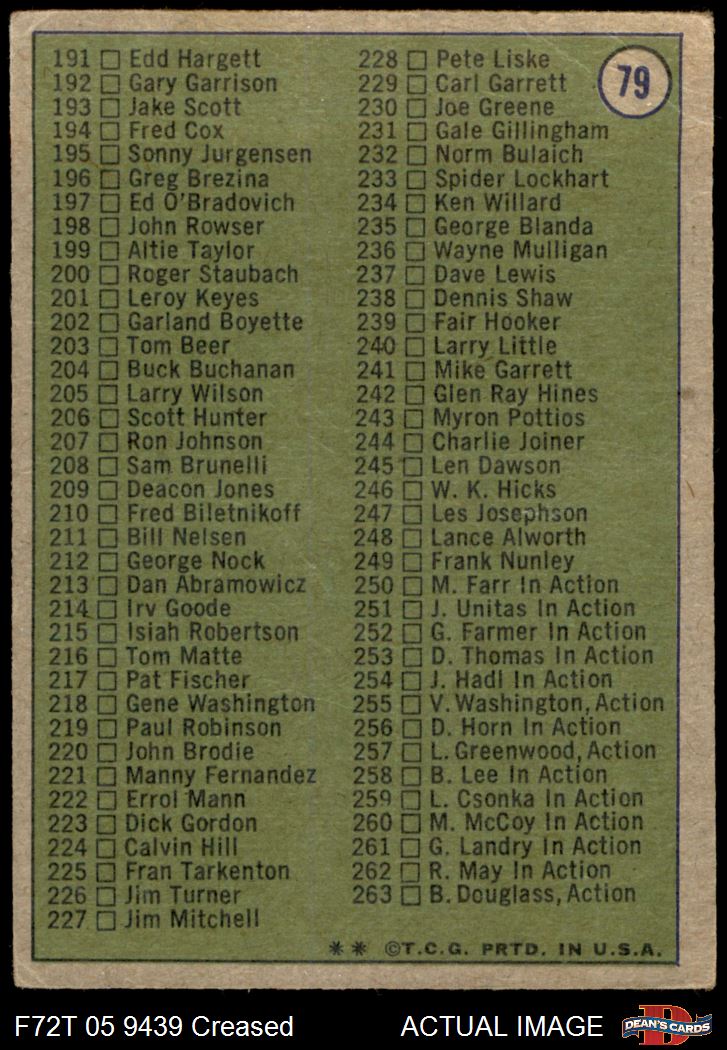 79
191 Edd Hargett
192 Gary Garrison
193 Jake Scott
194 Fred Cox
195 Sonny Jurgensen
196 Greg Brezina
197 Ed O'Bradovich
198 John Rowser
199 Altie Taylor
200 Roger Staubach
201 Leroy Keyes
202 Garland Boyette
203 Tom Beer
204 Buck Buchanan
205 Larry Wilson
206 Scott Hunter
207 Ron Johnson
208 Sam Brunelli
209 Deacon Jones
210 Fred Biletnikoff
211 Bill Nelsen
212 George Nock
213 Dan Abramowicz
214 Irv Goode
215 Isiah Robertson
216 Tom Matte
217 Pat Fischer
218 Gene Washington
219 Paul Robinson
220 John Brodie
221 Manny Fernandez
222 Errol Mann
223 Dick Gordon
224 Calvin Hill
225 Fran Tarkenton
226 Jim Turner
227 Jim Mitchell
228 Pete Liske
229 Carl Garrett
230 Joe Greene
231 Gale Gillingham
232 Norm Bulaich
233 Spider Lockhart
234 Ken Willard
235 George Blanda
236 Wayne Mulligan
237 Dave Lewis
238 Dennis Shaw
239 Fair Hooker
240 Larry Little
241 Mike Garrett
242 Glen Ray Hines
243 Myron Pottios
244 Charlie Joiner
245 Len Dawson
246 W. K. Hicks
247 Les Josephson
248 Lance Alworth
249 Frank Nunley
250 M. Farr In Action
251 J. Unitas In Action
252 G. Farmer In Action
253 D. Thomas In Action
254 J. Hadl In Action
255 V. Washington, Action
256 D. Horn In Action
257 L. Greenwood, Action
258 B. Lee In Action
259 L. Csonka In Action
260 M. McCoy In Action
261 G. Landry In Action
262 R. May In Action
263 B. Douglass, Action
** ©T.C.G. PRTD. IN U.S.A.
F72T 05 9439 Creased ACTUAL IMAGE
D
DEAN'S CARDS